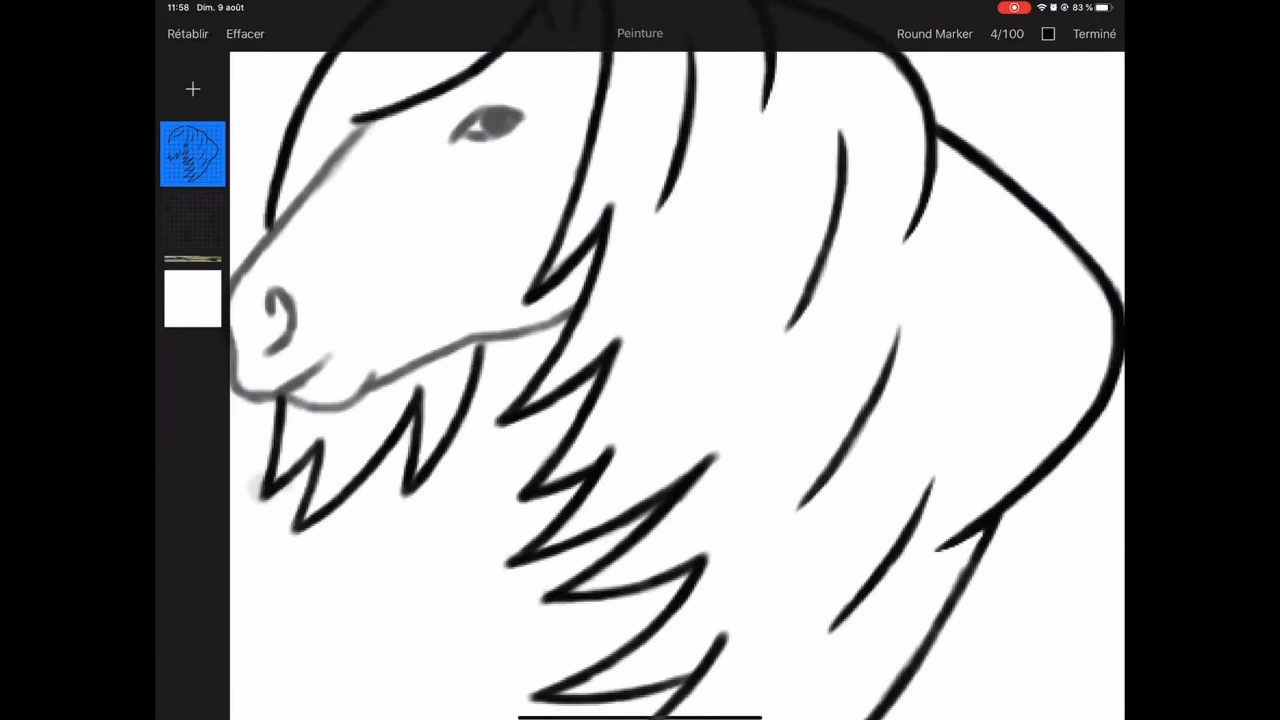 11:58 Dim. 9 août 83 %
Rétablir Effacer Peinture Round Marker 4/100 Terminé